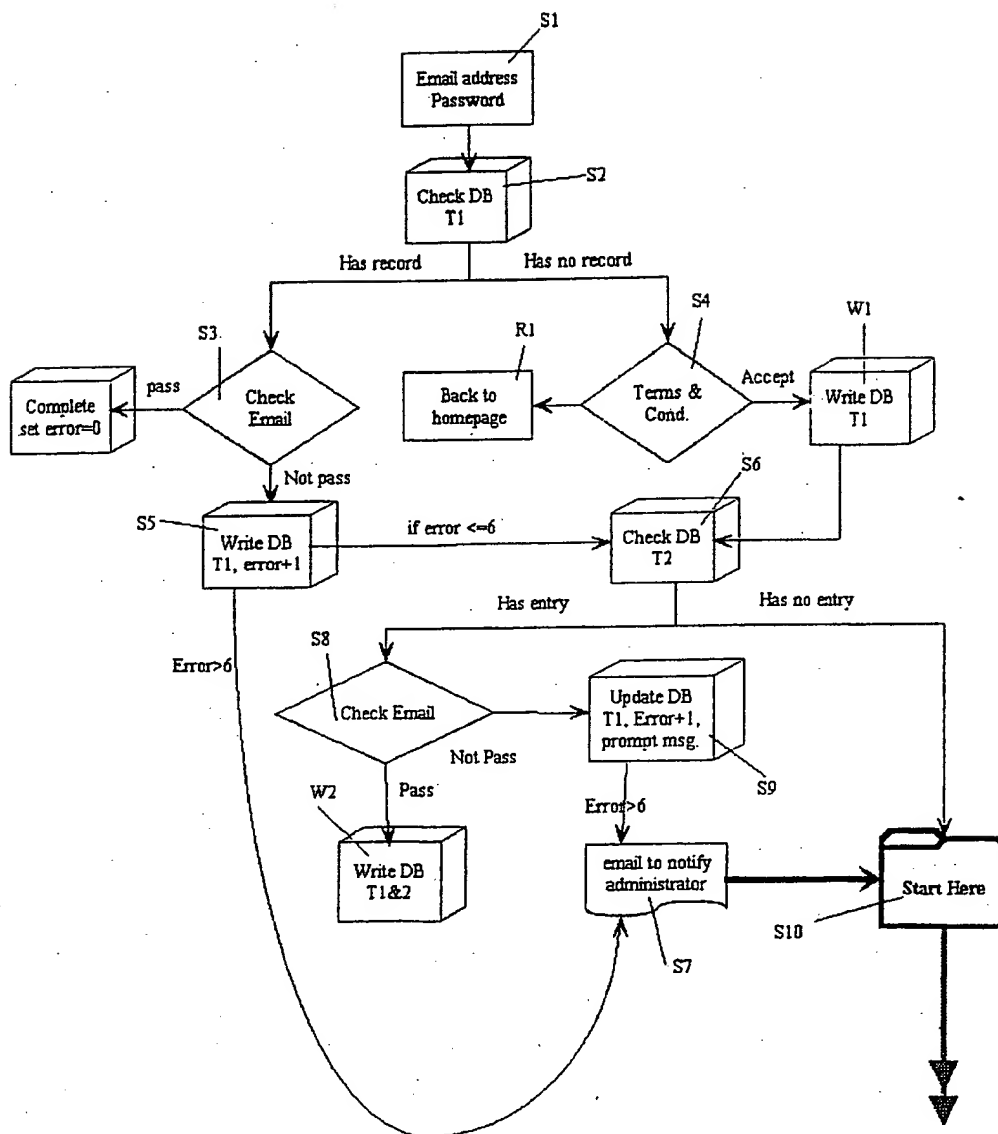 S1
Email address
Password
S2
Check DB
T1
Has record
Has no record
S3.
S4
R1
W1
Complete
set error=0
pass
Check
Email
Back to
homepage
Terms &
Cond.
Accept
Write DB
T1
Not pass
S5
Write DB
T1, error+1
if error <=6
S6
Check DB
T2
Has entry
Has no entry
Error>6
S8
Check Email
Not Pass
Update DB
T1, Error+1,
prompt msg.
S9
Pass
W2
Write DB
T1&2
Error>6
email to notify
administrator
S7
Start Here
S10